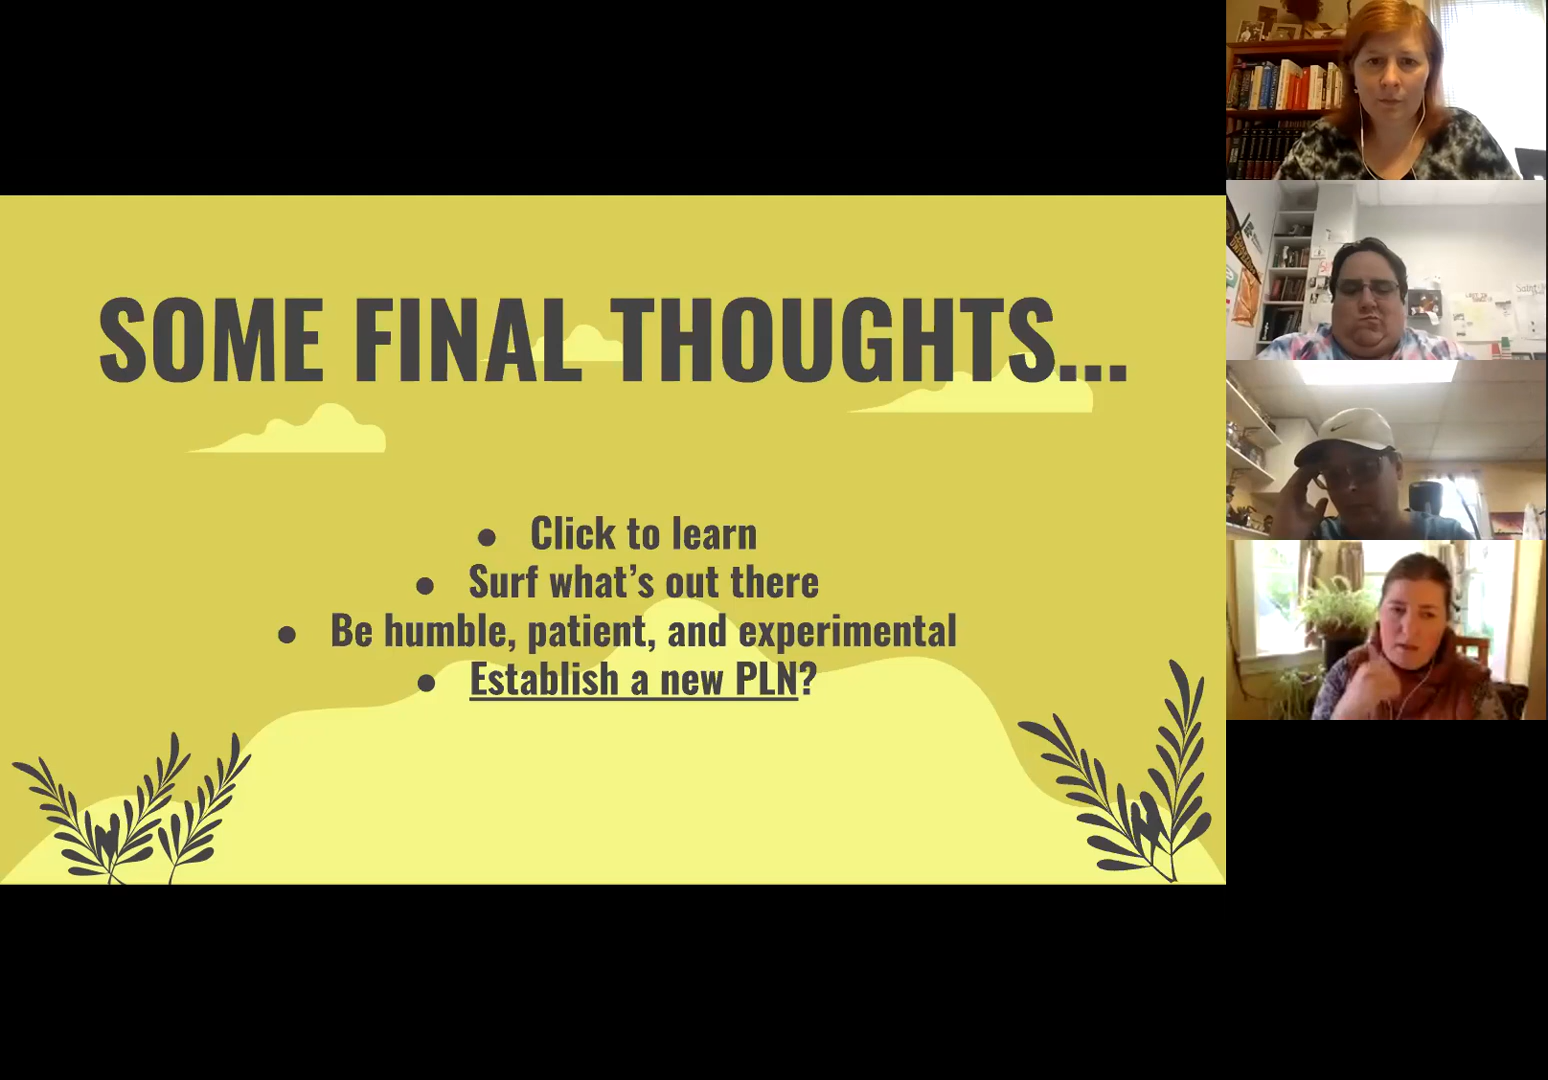 SOME FINAL THOUGHTS...
● Click to learn
● Surf what’s out there
● Be humble, patient, and experimental
● Establish a new PLN?